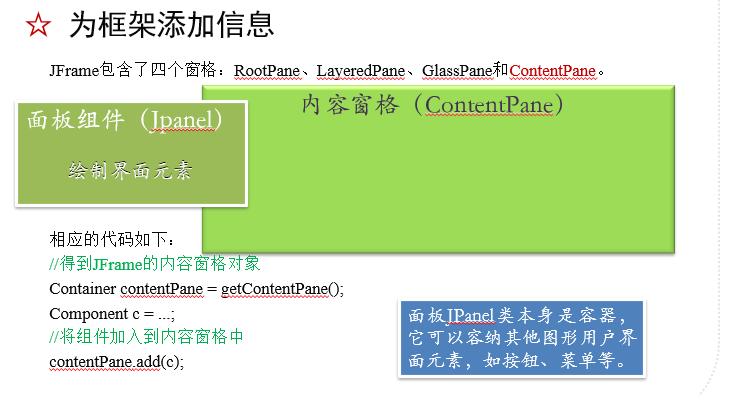 为框架添加信息
JFrame包含了四个窗格：RootPane、LayeredPane、GlassPane和ContentPane。
内容窗格（ContentPane）
面板组件（Jpanel）
绘制界面元素
相应的代码如下：
//得到JFrame的内容窗格对象
Container contentPane = getContentPane();
Component c = ...;
//将组件加入到内容窗格中
contentPane.add(c);
面板JPanel类本身是容器，
它可以容纳其他图形用户界
面元素，如按钮、菜单等。